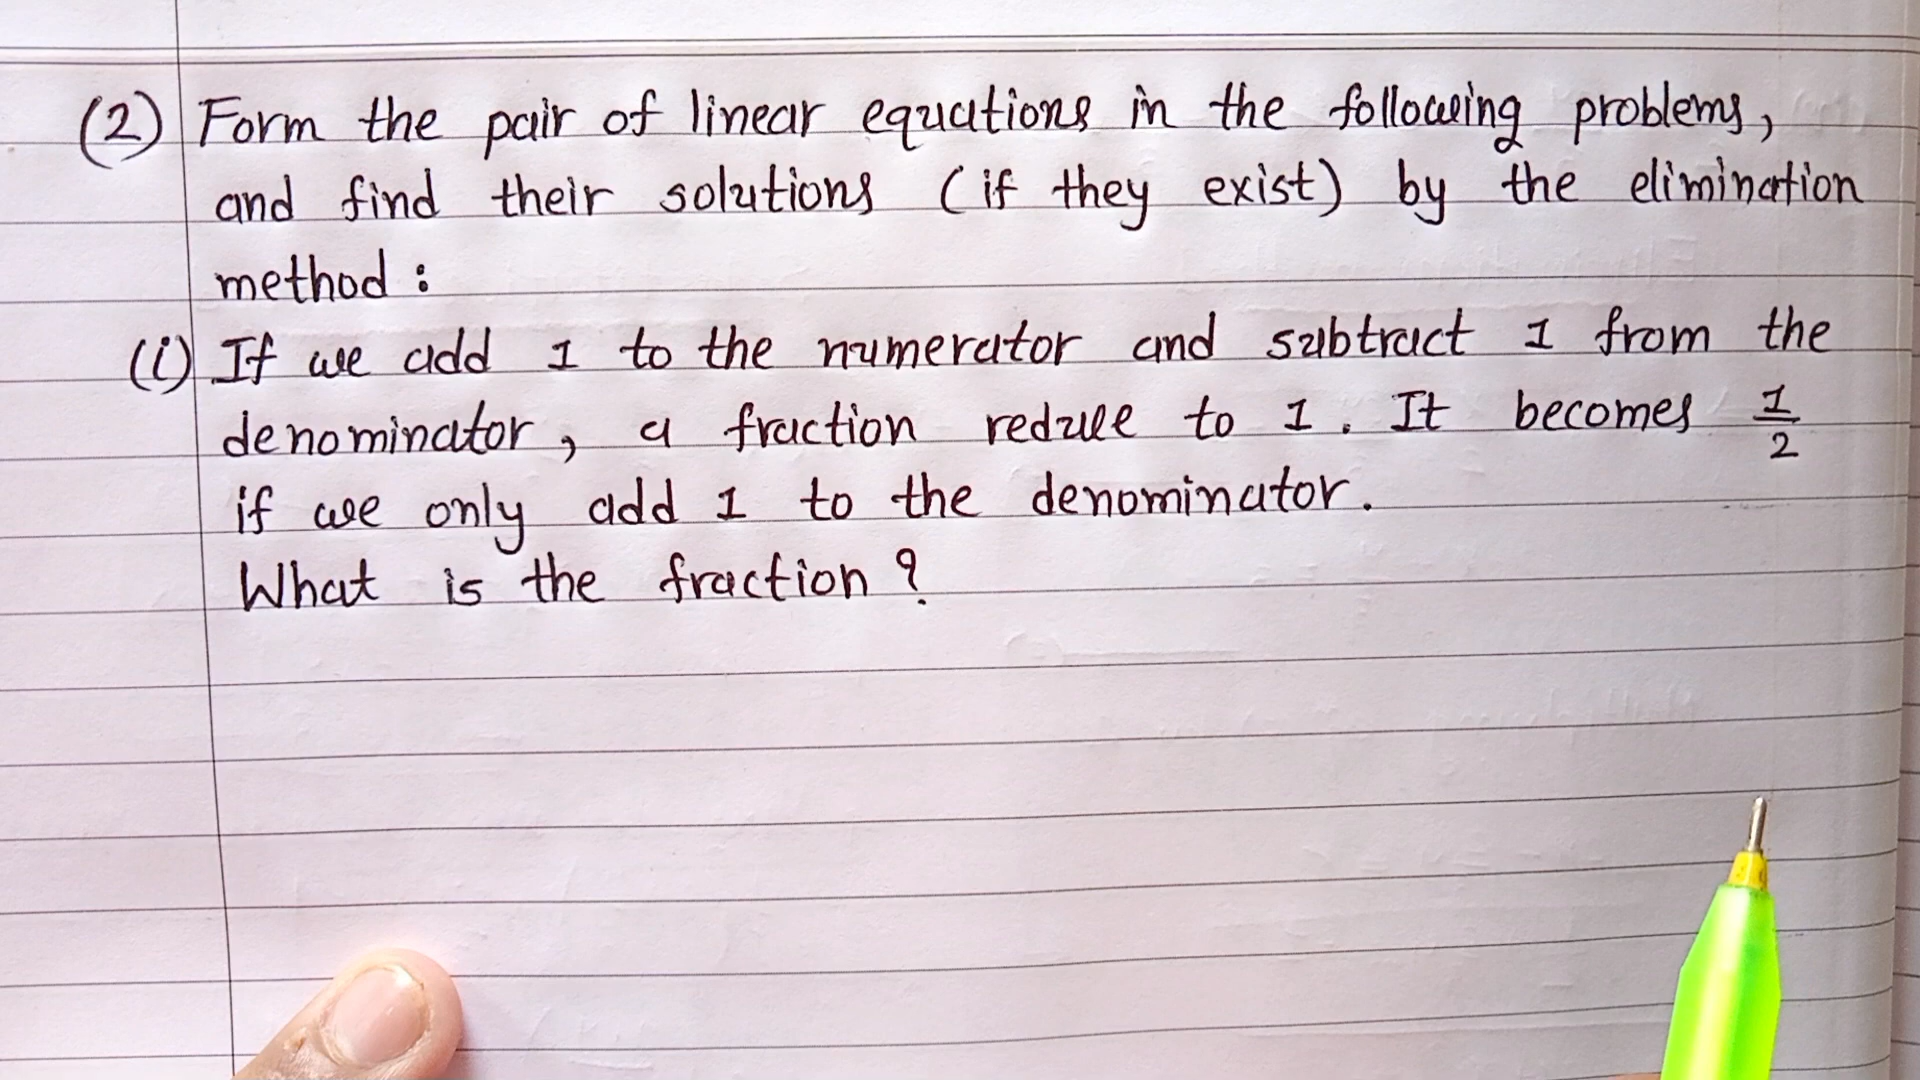 (2) Form the pair of linear equations in the following problems,
and find their solutions (if they exist) by the elimination
method :
(i) If we add 1 to the numerator and subtract 1 from the
denominator, a fraction reduce to 1. It becomes 1/2
if we only add 1 to the denominator.
What is the fraction ?